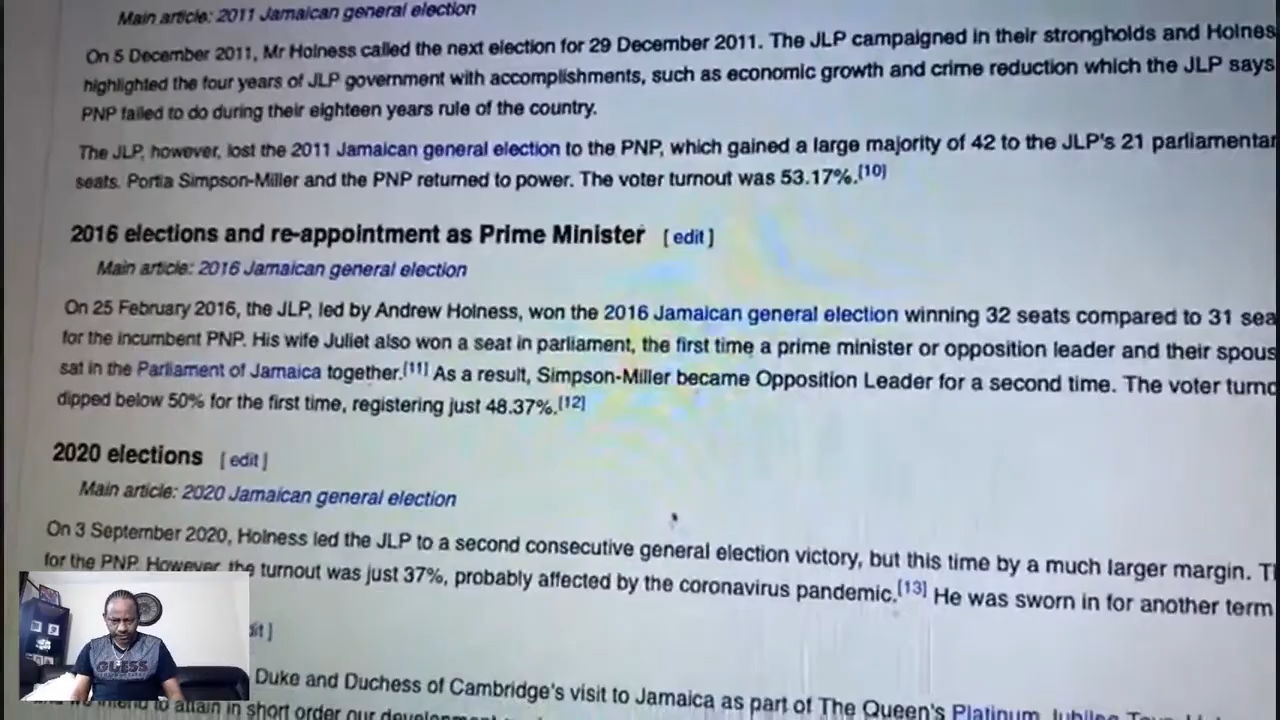 Main article: 2011 Jamaican general election
On 5 December 2011, Mr Holness called the next election for 29 December 2011. The JLP campaigned in their strongholds and Holnes
highlighted the four years of JLP government with accomplishments, such as economic growth and crime reduction which the JLP says
PNP failed to do during their eighteen years rule of the country.
The JLP, however, lost the 2011 Jamaican general election to the PNP, which gained a large majority of 42 to the JLP's 21 parliamentar
seats. Portia Simpson-Miller and the PNP returned to power. The voter turnout was 53.17%.[10]
2016 elections and re-appointment as Prime Minister [edit]
Main article: 2016 Jamaican general election
On 25 February 2016, the JLP, led by Andrew Holness, won the 2016 Jamaican general election winning 32 seats compared to 31 sea
for the incumbent PNP. His wife Juliet also won a seat in parliament, the first time a prime minister or opposition leader and their spous
sat in the Parliament of Jamaica together.[11] As a result, Simpson-Miller became Opposition Leader for a second time. The voter turno
dipped below 50% for the first time, registering just 48.37%.[12]
2020 elections [edit]
Main article: 2020 Jamaican general election
On 3 September 2020, Holness led the JLP to a second consecutive general election victory, but this time by a much larger margin. T
for the PNP. However, the turnout was just 37%, probably affected by the coronavirus pandemic.[13] He was sworn in for another term
dit]
Duke and Duchess of Cambridge's visit to Jamaica as part of The Queen's Platinum Jubilee
intend to attain in short order our
GUESS